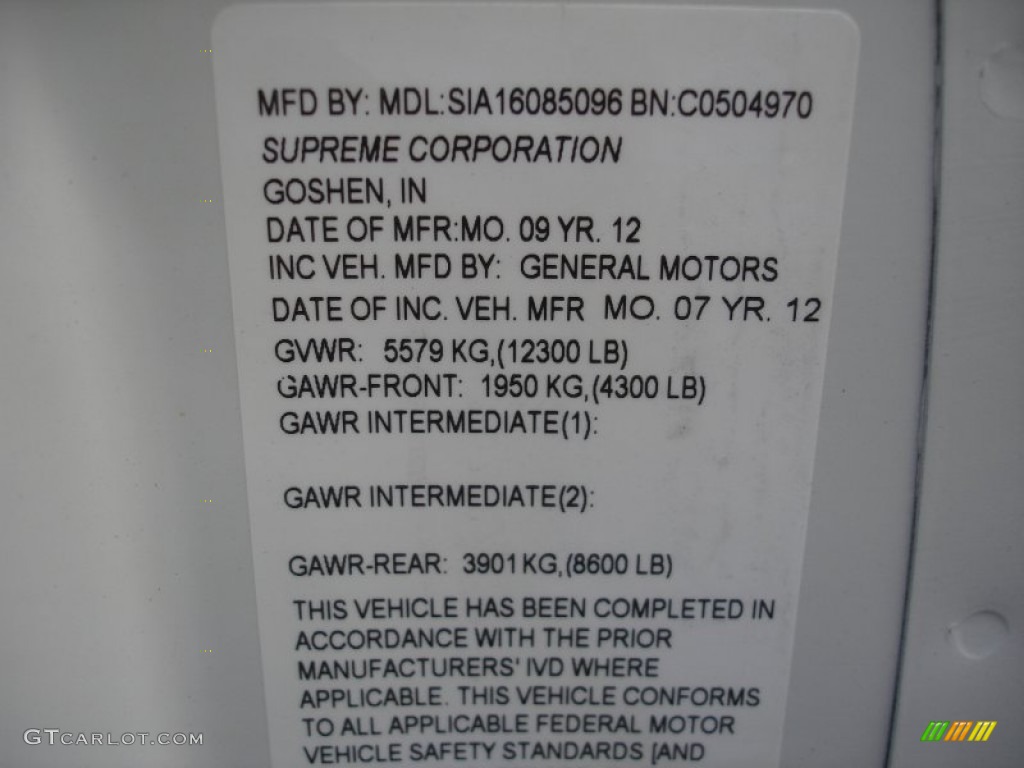 MFD BY: MDL:SIA16085096 BN:C0504970
SUPREME CORPORATION
GOSHEN, IN
DATE OF MFR:MO. 09 YR. 12
INC VEH. MFD BY: GENERAL MOTORS
DATE OF INC. VEH. MFR MO. 07 YR. 12
GVWR: 5579 KG,(12300 LB)
GAWR-FRONT: 1950 KG,(4300 LB)
GAWR INTERMEDIATE(1):
GAWR INTERMEDIATE(2):
GAWR-REAR: 3901 KG,(8600 LB)
THIS VEHICLE HAS BEEN COMPLETED IN
ACCORDANCE WITH THE PRIOR
MANUFACTURERS' IVD WHERE
APPLICABLE. THIS VEHICLE CONFORMS
TO ALL APPLICABLE FEDERAL MOTOR
VEHICLE SAFETY STANDARDS [AND
GTCARLOT.COM